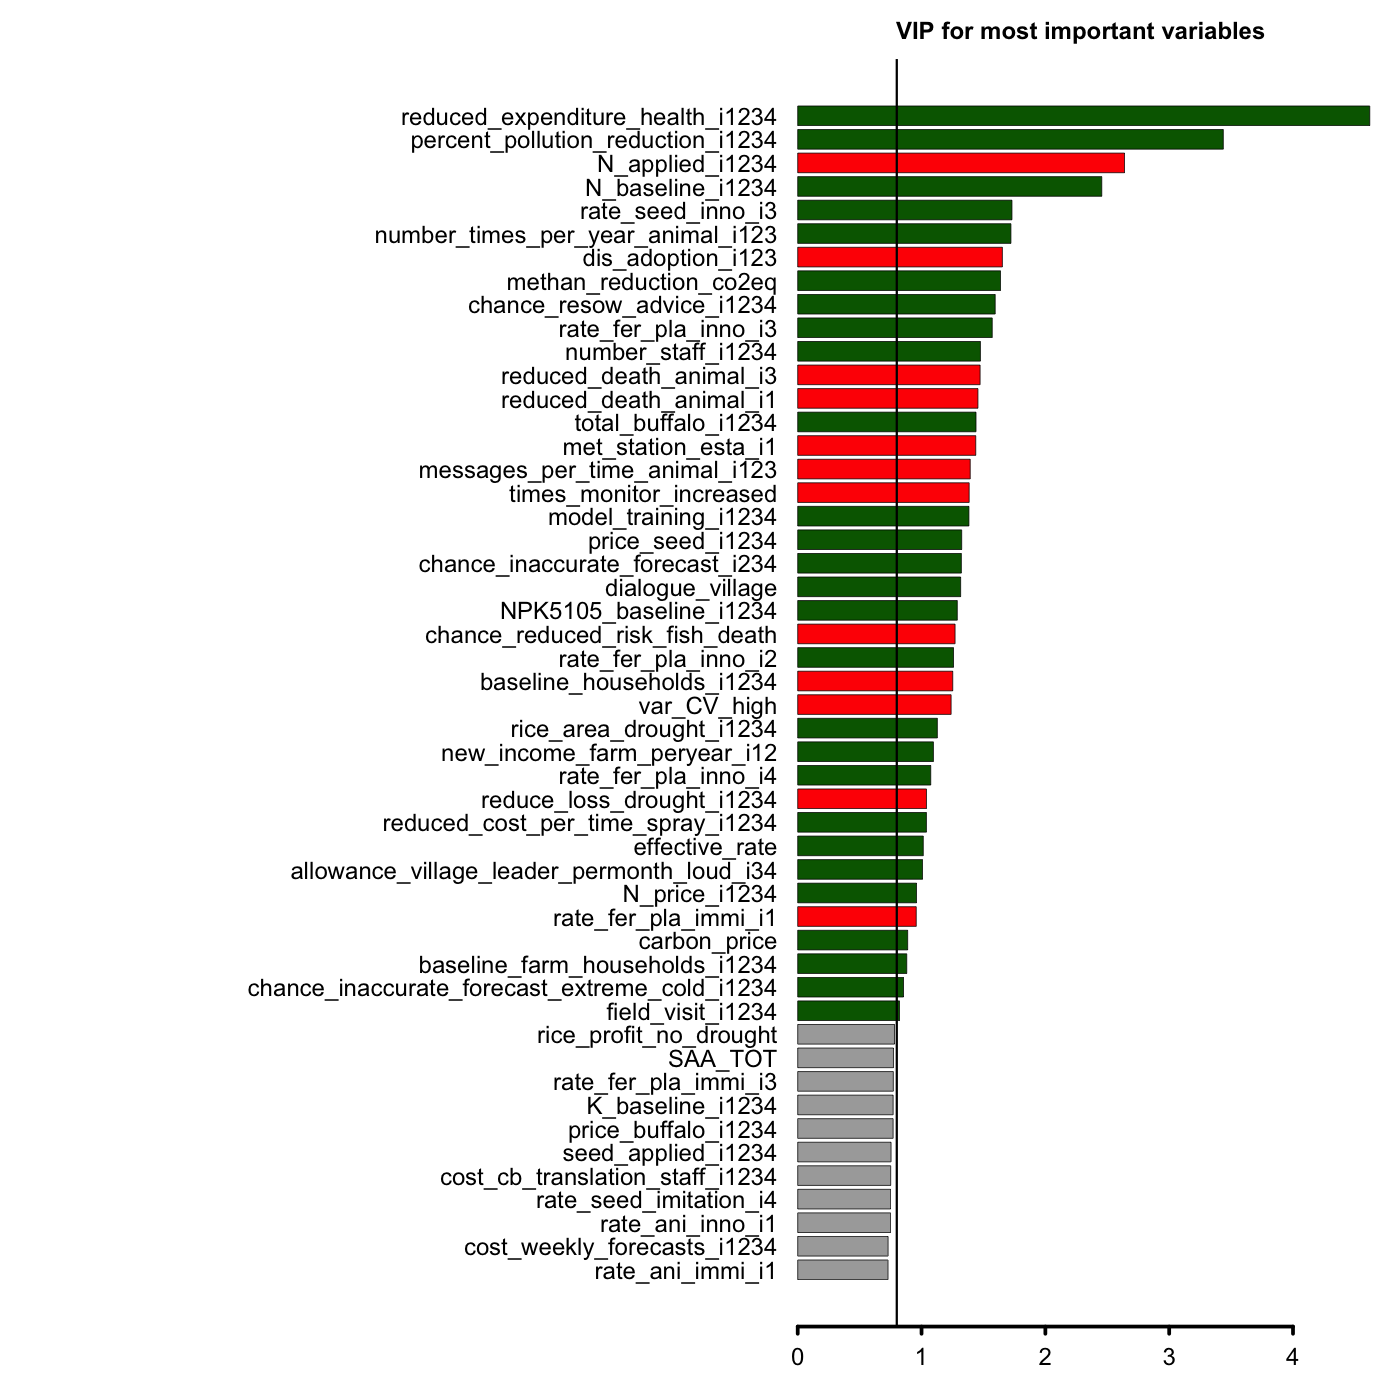 VIP for most important variables
reduced_expenditure_health_i1234
percent_pollution_reduction_i1234
N_applied_i1234
N_baseline_i1234
rate_seed_inno_i3
number_times_per_year_animal_i123
dis_adoption_i123
methan_reduction_co2eq
chance_resow_advice_i1234
rate_fer_pla_inno_i3
number_staff_i1234
reduced_death_animal_i3
reduced_death_animal_i1
total_buffalo_i1234
met_station_esta_i1
messages_per_time_animal_i123
times_monitor_increased
model_training_i1234
price_seed_i1234
chance_inaccurate_forecast_i234
dialogue_village
NPK5105_baseline_i1234
chance_reduced_risk_fish_death
rate_fer_pla_inno_i2
baseline_households_i1234
var_CV_high
rice_area_drought_i1234
new_income_farm_peryear_i12
rate_fer_pla_inno_i4
reduce_loss_drought_i1234
reduced_cost_per_time_spray_i1234
effective_rate
allowance_village_leader_permonth_loud_i34
N_price_i1234
rate_fer_pla_immi_i1
carbon_price
baseline_farm_households_i1234
chance_inaccurate_forecast_extreme_cold_i1234
field_visit_i1234
rice_profit_no_drought
SAA_TOT
rate_fer_pla_immi_i3
K_baseline_i1234
price_buffalo_i1234
seed_applied_i1234
cost_cb_translation_staff_i1234
rate_seed_imitation_i4
rate_ani_inno_i1
cost_weekly_forecasts_i1234
rate_ani_immi_i1
0 1 2 3 4